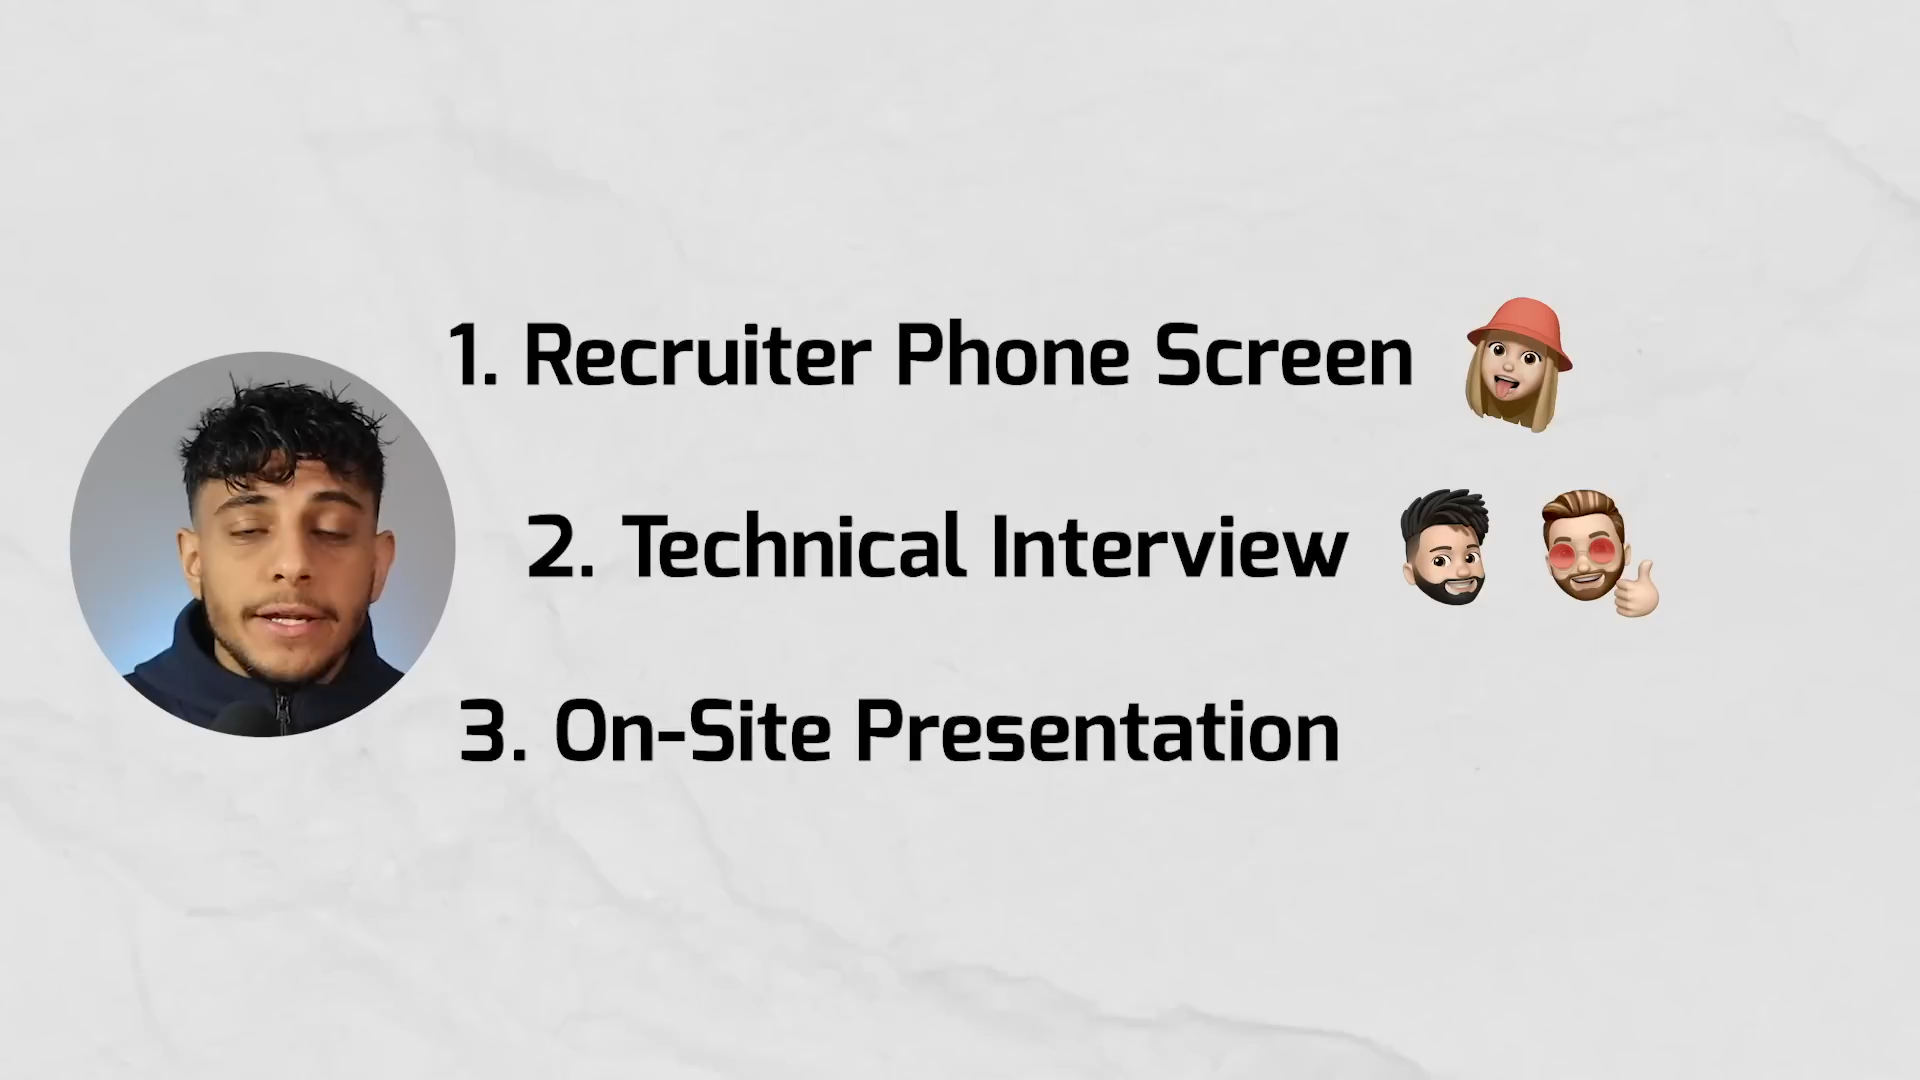 1. Recruiter Phone Screen
2. Technical Interview
3. On-Site Presentation